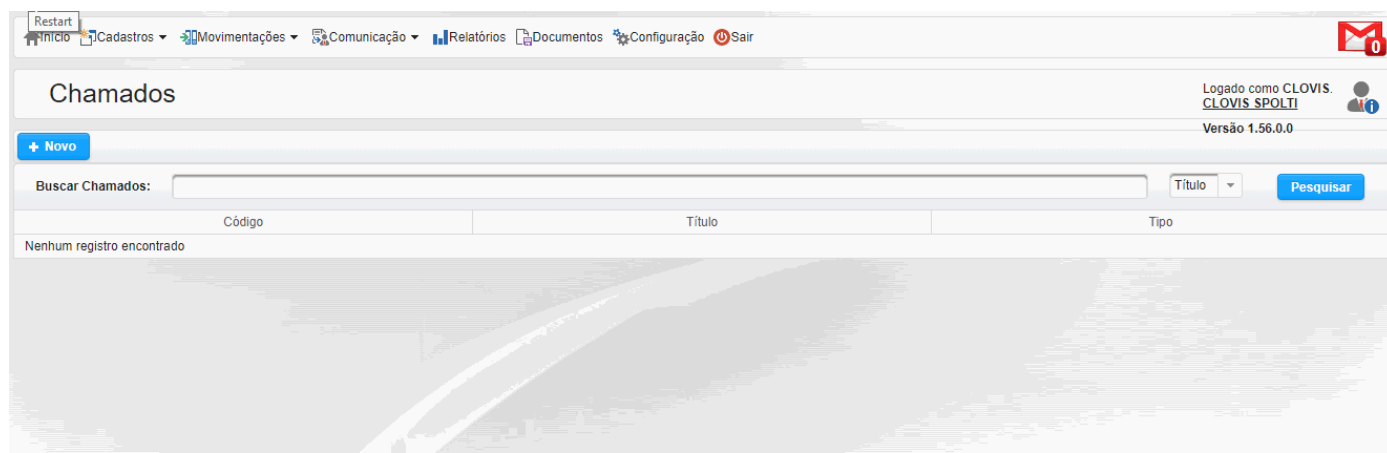 Restart
Início Cadastros Movimentações Comunicação Relatórios Documentos Configuração Sair
0
Chamados
Logado como CLOVIS.
CLOVIS SPOLTI
Versão 1.56.0.0
+ Novo
Buscar Chamados: Título Pesquisar
Código Título Tipo
Nenhum registro encontrado